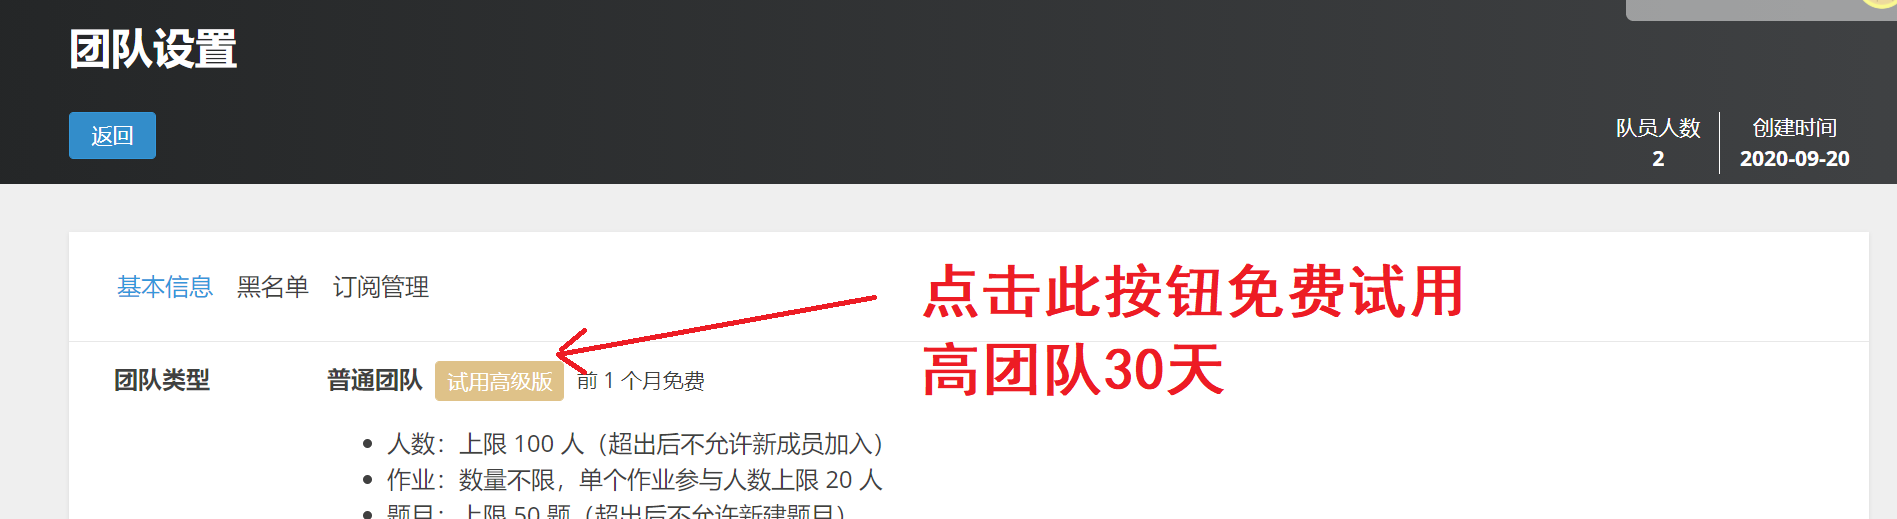 团队设置
返回
队员人数
2
创建时间
2020-09-20
基本信息 黑名单 订阅管理
点击此按钮免费试用
高团队30天
团队类型 普通团队 试用高级版 前 1 个月免费
人数：上限 100 人（超出后不允许新成员加入）
作业：数量不限，单个作业参与人数上限 20 人
题目：上限 50 题（超出后不允许新建题目）